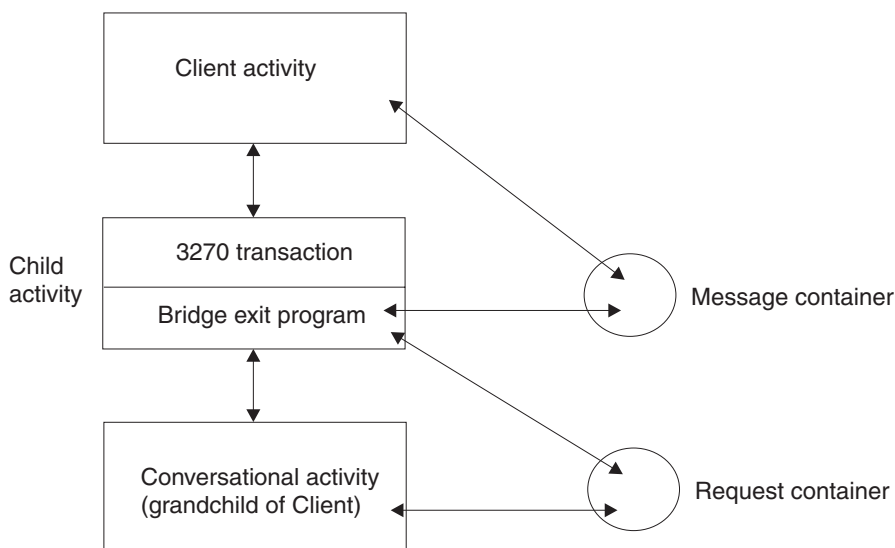 Client activity
3270 transaction
Child
activity
Bridge exit program
Message container
Conversational activity
(grandchild of Client)
Request container